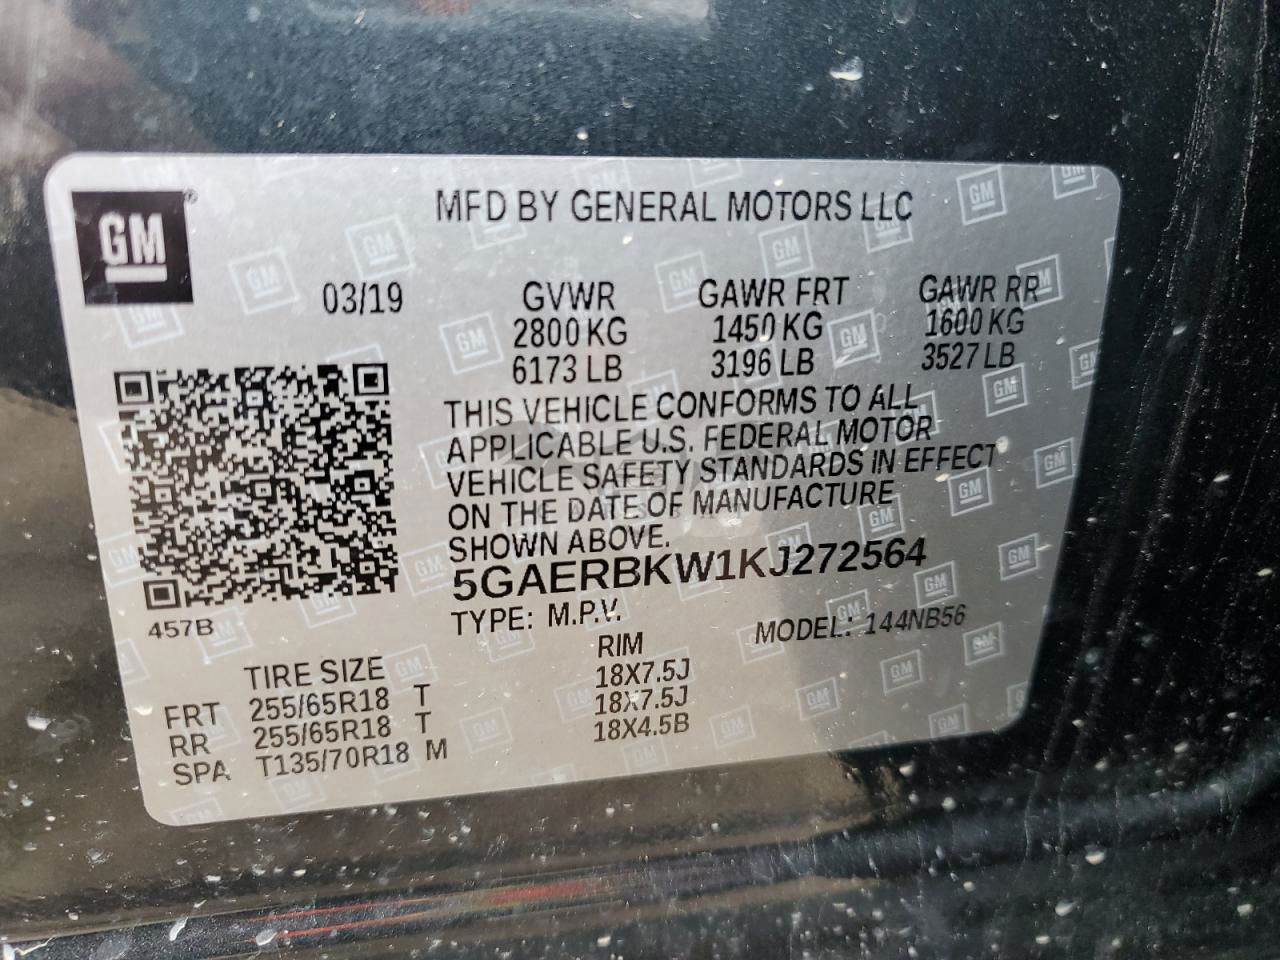 GM
MFD BY GENERAL MOTORS LLC
03/19 GVWR GAWR FRT GAWR RR
2800 KG 1450 KG 1600 KG
6173 LB 3196 LB 3527 LB
THIS VEHICLE CONFORMS TO ALL
APPLICABLE U.S. FEDERAL MOTOR
VEHICLE SAFETY STANDARDS IN EFFECT
ON THE DATE OF MANUFACTURE
SHOWN ABOVE.
5GAERBKW1KJ272564
457B
TYPE: M.P.V. MODEL: 144NB56
TIRE SIZE RIM
FRT 255/65R18 T 18X7.5J
RR 255/65R18 T 18X7.5J
SPA T135/70R18 M 18X4.5B